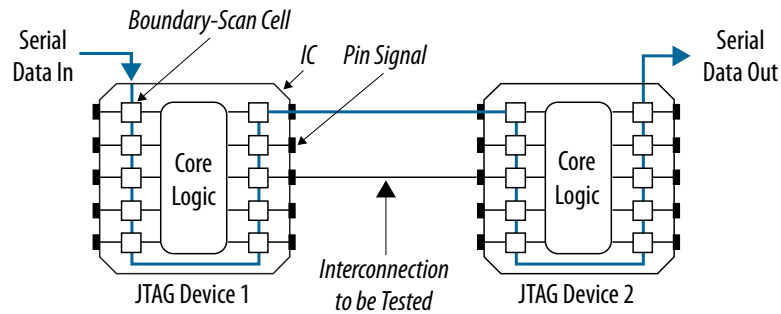 Boundary-Scan Cell
Serial
Data In
IC
Pin Signal
Serial
Data Out
Core
Logic
Core
Logic
Interconnection
to be Tested
JTAG Device 1
JTAG Device 2